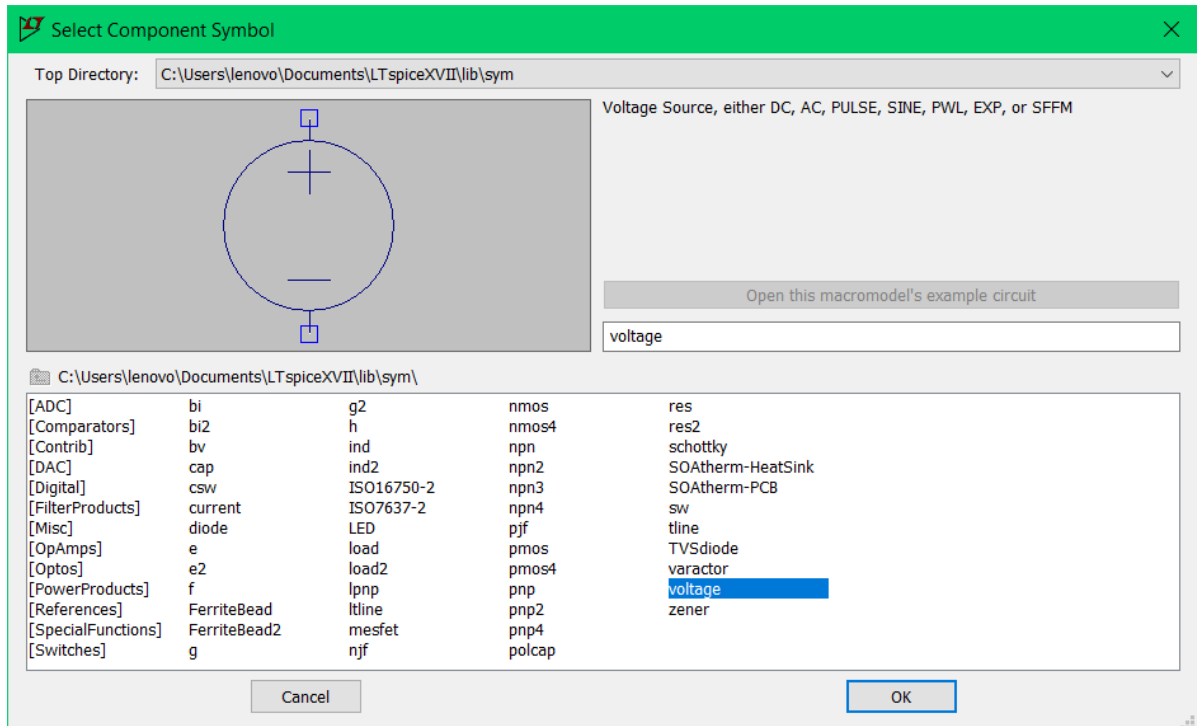 Select Component Symbol
Top Directory: C:\Users\lenovo\Documents\LTspiceXVII\lib\sym
Voltage Source, either DC, AC, PULSE, SINE, PWL, EXP, or SFFM
Open this macromodel's example circuit
voltage
C:\Users\lenovo\Documents\LTspiceXVII\lib\sym\
[ADC] bi g2 nmos res
[Comparators] bi2 h nmos4 res2
[Contrib] bv ind npn schottky
[DAC] cap ind2 npn2 SOAtherm-HeatSink
[Digital] csw ISO16750-2 npn3 SOAtherm-PCB
[FilterProducts] current ISO7637-2 npn4 sw
[Misc] diode LED pjf tline
[OpAmps] e load pmos TVSdiode
[Optos] e2 load2 pmos4 varactor
[PowerProducts] f lpnp pnp voltage
[References] FerriteBead ltline pnp2 zener
[SpecialFunctions] FerriteBead2 mesfet pnp4
[Switches] g njf polcap
Cancel OK